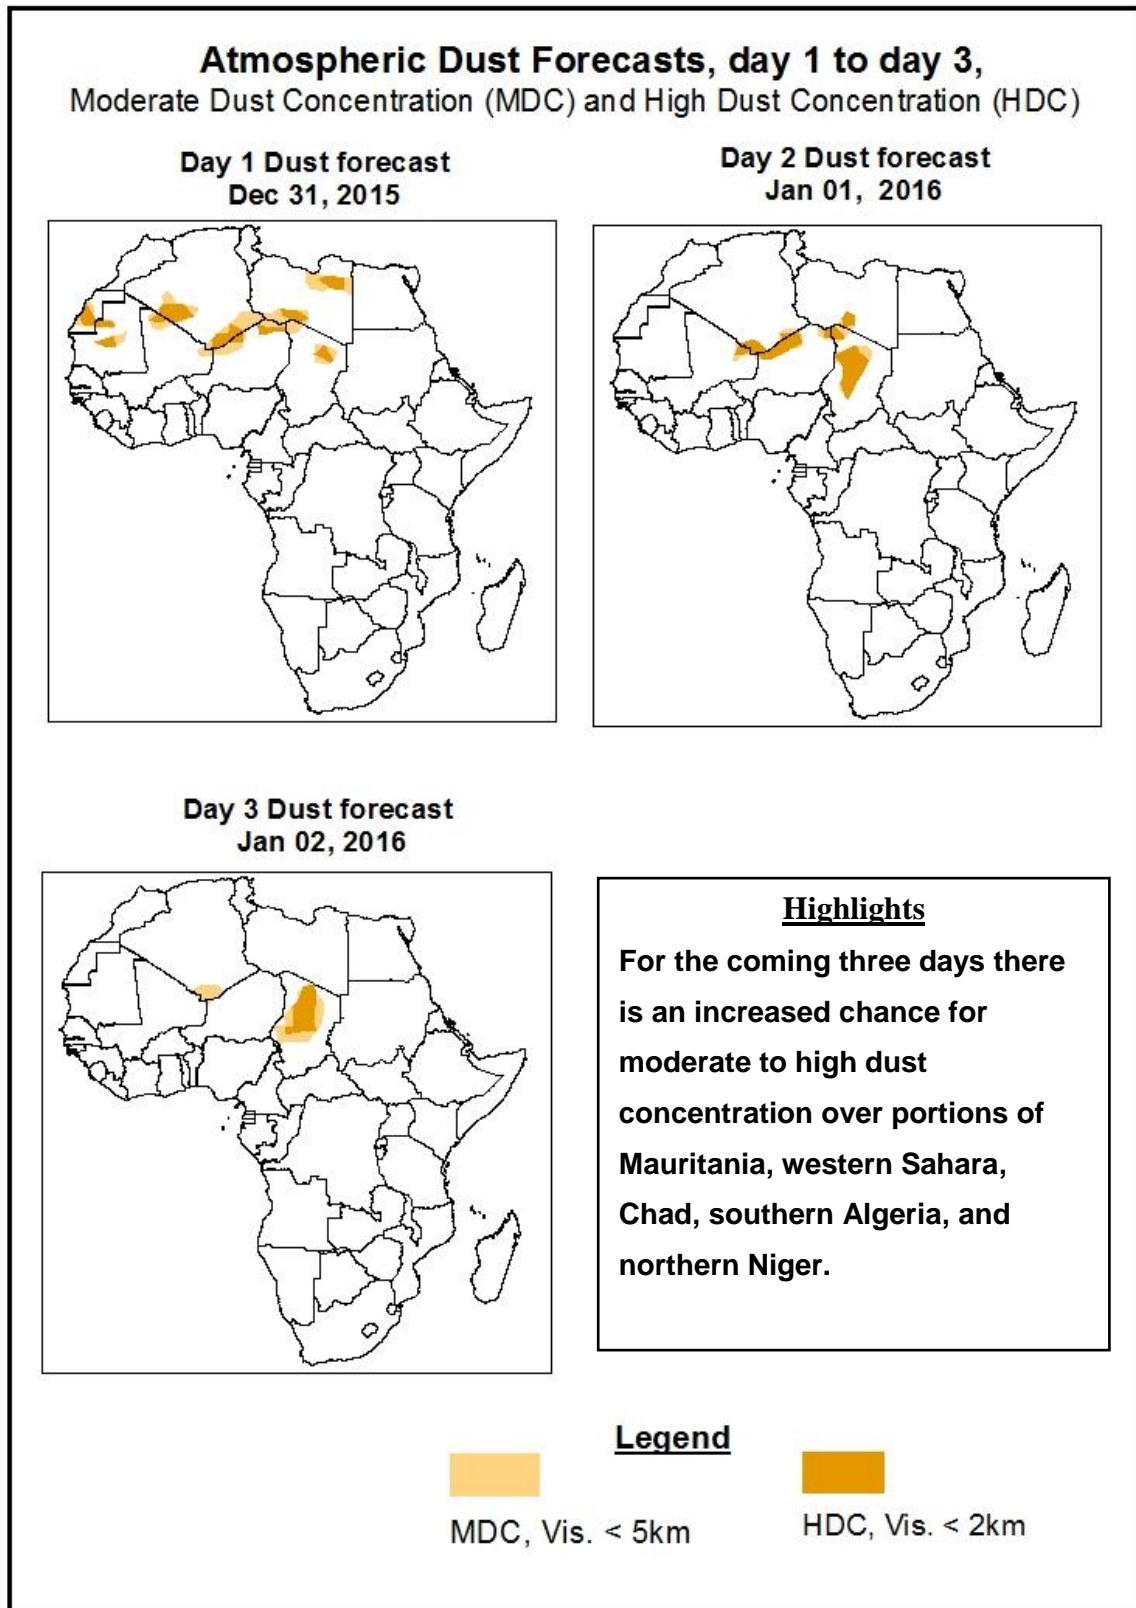 Atmospheric Dust Forecasts, day 1 to day 3,
Moderate Dust Concentration (MDC) and High Dust Concentration (HDC)
Day 1 Dust forecast
Dec 31, 2015
Day 2 Dust forecast
Jan 01, 2016
Day 3 Dust forecast
Jan 02, 2016
Highlights
For the coming three days there
is an increased chance for
moderate to high dust
concentration over portions of
Mauritania, western Sahara,
Chad, southern Algeria, and
northern Niger.
Legend
MDC, Vis. < 5km
HDC, Vis. < 2km